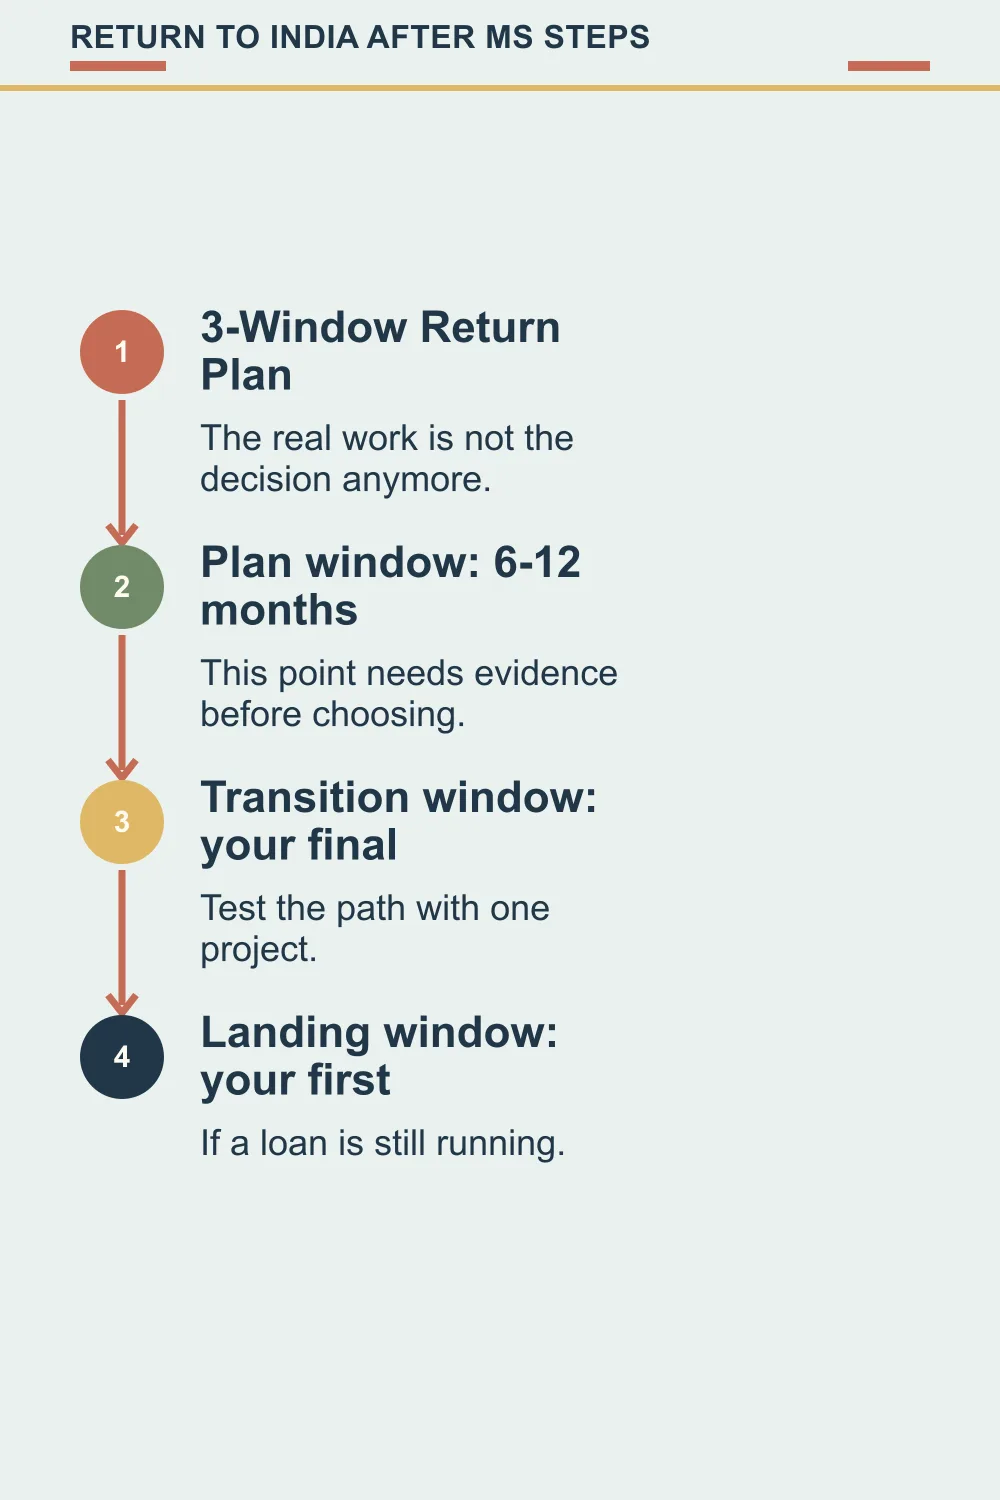 RETURN TO INDIA AFTER MS STEPS
1
3-Window Return
Plan
The real work is not the
decision anymore.
2
Plan window: 6-12
months
This point needs evidence
before choosing.
3
Transition window:
your final
Test the path with one
project.
4
Landing window:
your first
If a loan is still running.